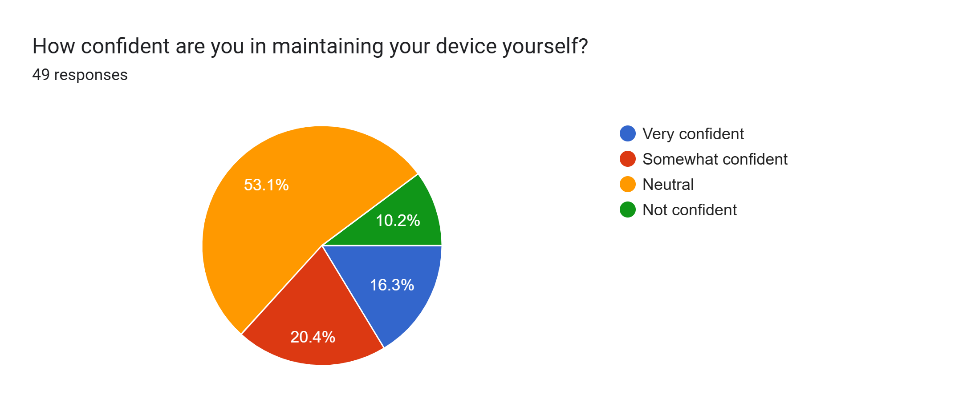 How confident are you in maintaining your device yourself?
49 responses
53.1%
10.2%
16.3%
20.4%
Very confident
Somewhat confident
Neutral
Not confident